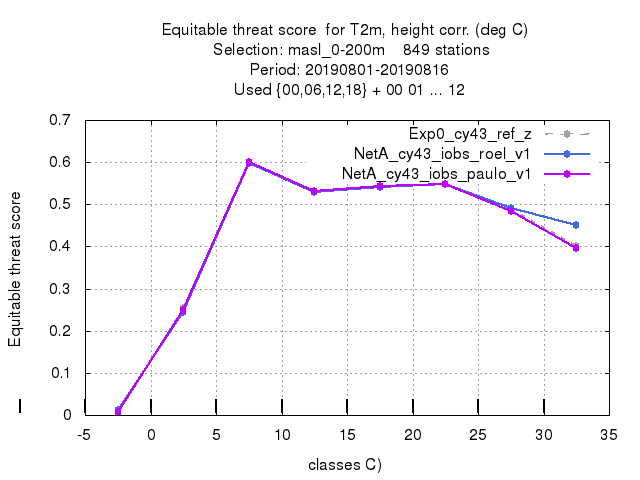 Equitable threat score  for T2m, height corr. (deg C)
Selection: masl_0-200m    849 stations
Period: 20190801-20190816
Used {00,06,12,18} + 00 01 ... 12
Exp0_cy43_ref_z
NetA_cy43_iobs_roel_v1
NetA_cy43_iobs_paulo_v1
Equitable threat score
0.7
0.6
0.5
0.4
0.3
0.2
0.1
0
-5 0 5 10 15 20 25 30 35
classes C)